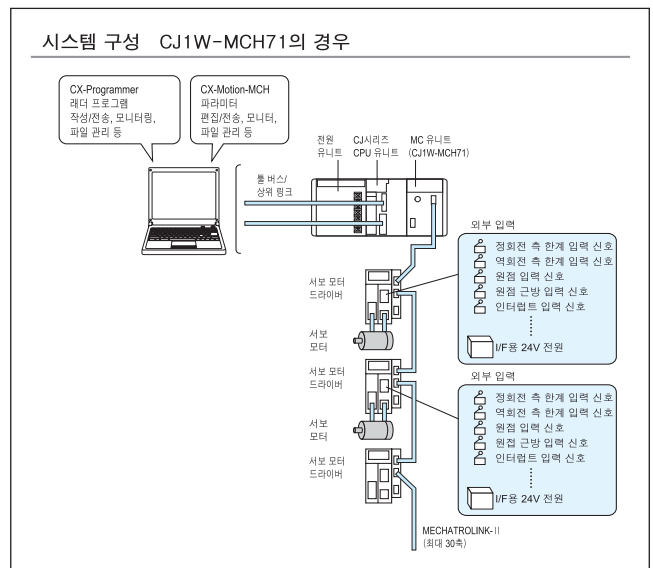 시스템 구성 CJ1W-MCH71의 경우
CX-Programmer
래더 프로그램
작성/전송, 모니터링,
파일 관리 등
CX-Motion-MCH
파라미터
편집/전송, 모니터,
파일 관리 등
전원
유니트
CJ시리즈
CPU 유니트
MC 유니트
(CJ1W-MCH71)
툴 버스/
상위 링크
외부 입력
정회전 측 한계 입력 신호
역회전 측 한계 입력 신호
원점 입력 신호
원점 근방 입력 신호
인터럽트 입력 신호
I/F용 24V 전원
서보 모터
드라이버
서보
모터
서보 모터
드라이버
외부 입력
정회전 측 한계 입력 신호
역회전 측 한계 입력 신호
원점 입력 신호
원접 근방 입력 신호
인터럽트 입력 신호
I/F용 24V 전원
서보
모터
서보 모터
드라이버
MECHATROLINK-II
(최대 30축)